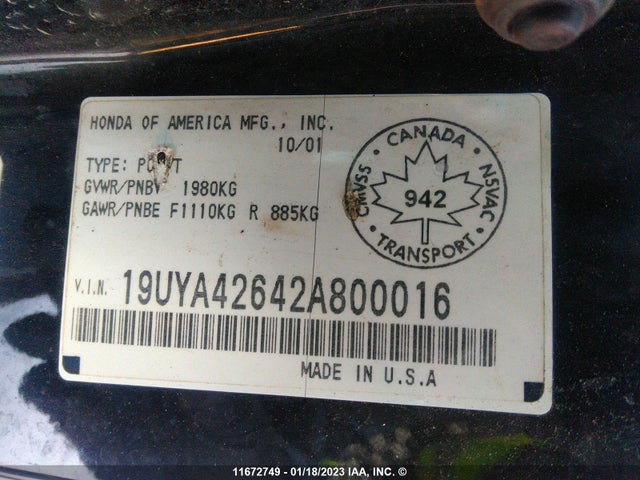 HONDA OF AMERICA MFG., INC.
10/01
TYPE:
GVWR/PNBV 1980KG
GAWR/PNBE F1110KG R 885KG
CANADA
CMVSS
NSVAC
942
TRANSPORT
V.I.N. 19UYA42642A800016
MADE IN U.S.A
11672749 - 01/18/2023 IAA, INC. ©